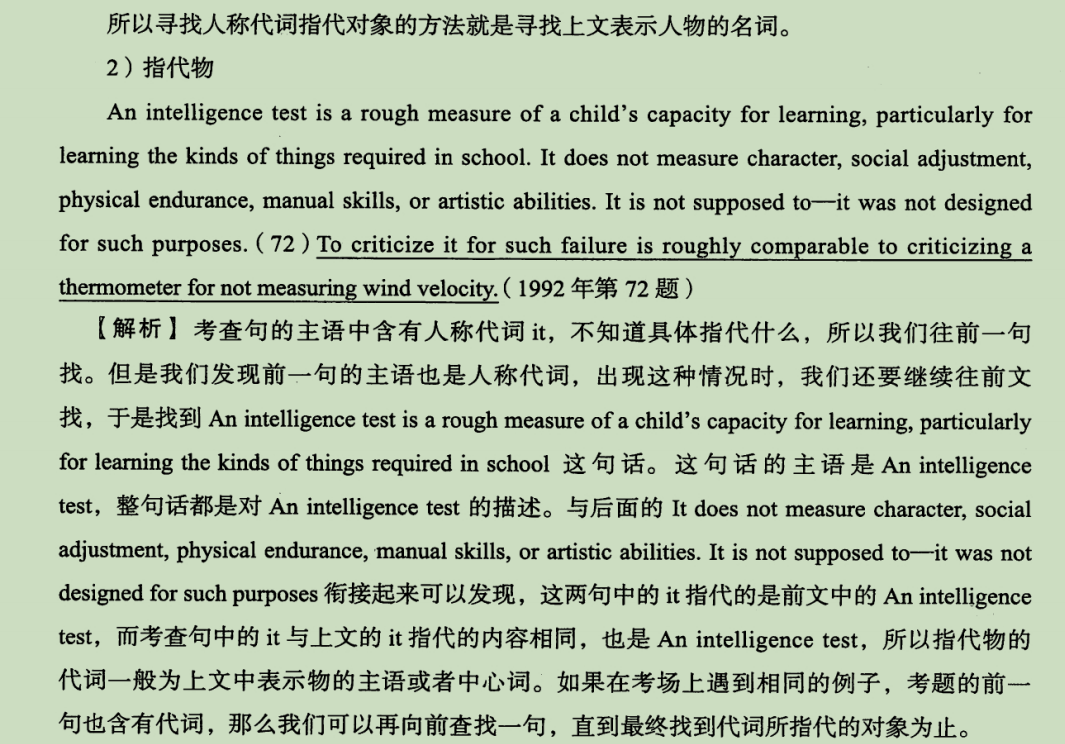 所以寻找人称代词指代对象的方法就是寻找上文表示人物的名词。
2）指代物
An intelligence test is a rough measure of a child's capacity for learning, particularly for
learning the kinds of things required in school. It does not measure character, social adjustment,
physical endurance, manual skills, or artistic abilities. It is not supposed to—it was not designed
for such purposes.（72）To criticize it for such failure is roughly comparable to criticizing a
thermometer for not measuring wind velocity.（1992 年第 72 题）
【解析】考查句的主语中含有人称代词 it，不知道具体指代什么，所以我们往前一句
找。但是我们发现前一句的主语也是人称代词，出现这种情况时，我们还要继续往前文
找，于是找到 An intelligence test is a rough measure of a child's capacity for learning, particularly
for learning the kinds of things required in school 这句话。这句话的主语是 An intelligence
test，整句话都是对 An intelligence test 的描述。与后面的 It does not measure character, social
adjustment, physical endurance, manual skills, or artistic abilities. It is not supposed to—it was not
designed for such purposes 衔接起来可以发现，这两句中的 it 指代的是前文中的 An intelligence
test，而考查句中的 it 与上文的 it 指代的内容相同，也是 An intelligence test，所以指代物的
代词一般为上文中表示物的主语或者中心词。如果在考场上遇到相同的例子，考题的前一
句也含有代词，那么我们可以再向前查找一句，直到最终找到代词所指代的对象为止。